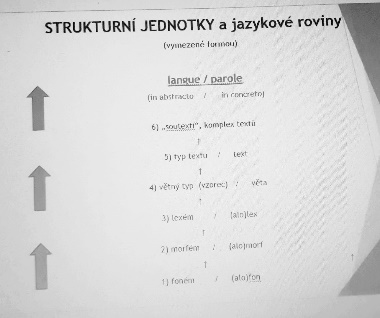 STRUKTURNÍ JEDNOTKY a jazykové roviny
(vymezené formou)
langue / parole
(in abstracto / in concreto)
6) „soutextí", komplex textů
↑
5) typ textu / text
↑
4) větný typ (vzorec) / věta
↑
3) lexém / (alo)lex
↑
2) morfém / (alo)morf
↑
1) foném / (alo)fon